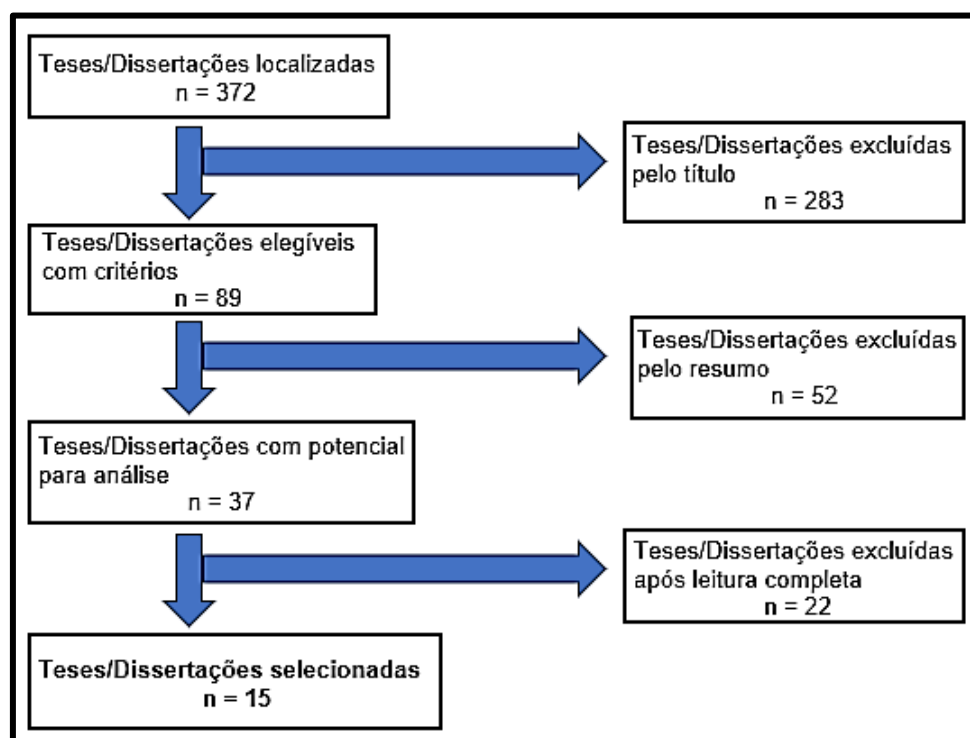 Teses/Dissertações localizadas
n = 372
Teses/Dissertações excluídas
pelo título
n = 283
Teses/Dissertações elegíveis
com critérios
n = 89
Teses/Dissertações excluídas
pelo resumo
n = 52
Teses/Dissertações com potencial
para análise
n = 37
Teses/Dissertações excluídas
após leitura completa
n = 22
Teses/Dissertações selecionadas
n = 15